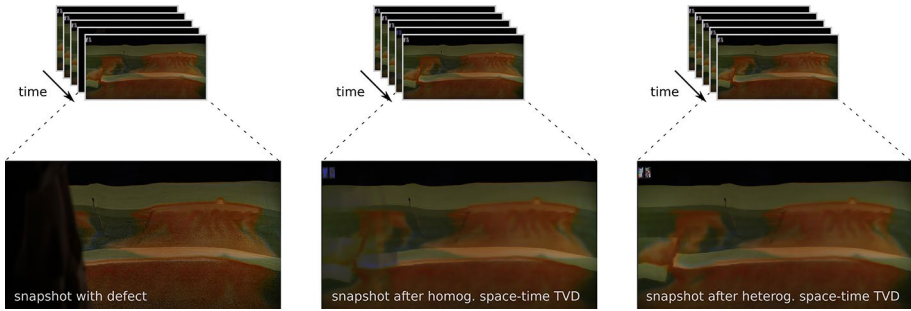 time
time
time
snapshot with defect
snapshot after homog. space-time TVD
snapshot after heterog. space-time TVD